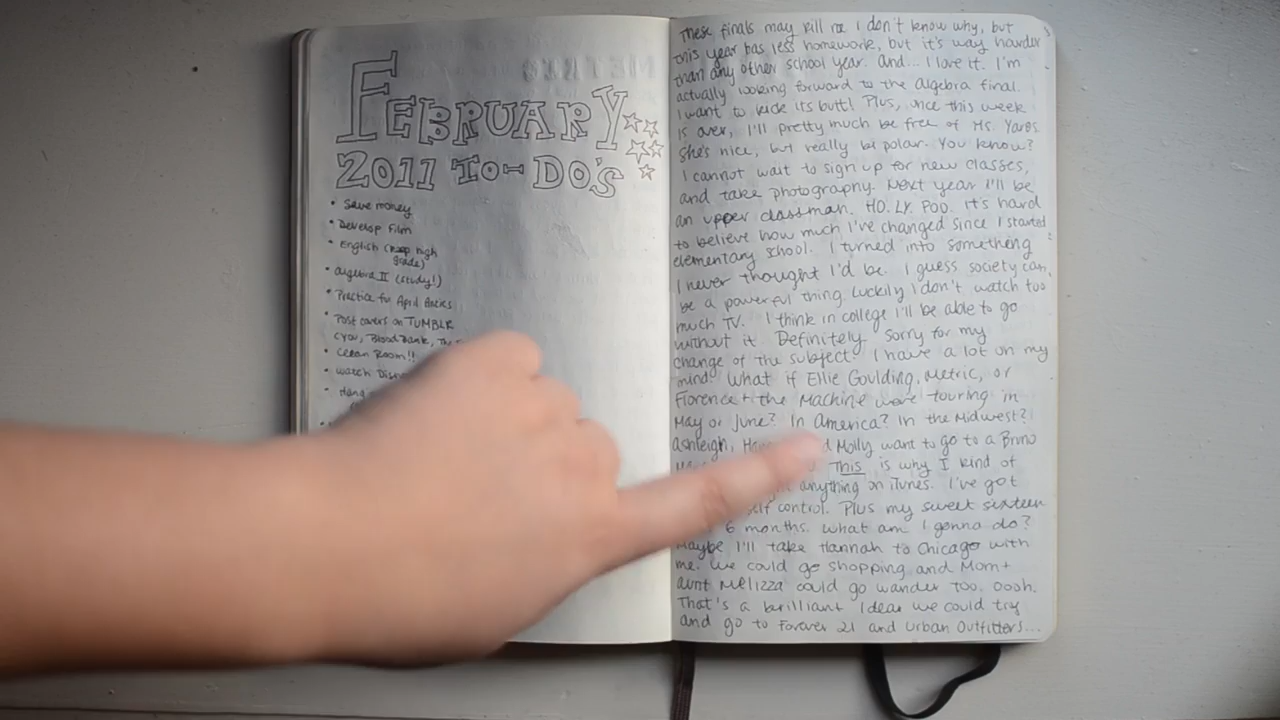 FEBRUARY
2011 TO-DO'S
• Save money
• Develop Film
• English (keep high
grade)
• Algebra II (study!)
• Practice for April Basics
• Post covers on TUMBLR
(You, Blood Bank, The
• Clean Room!!
• Watch
• Hang
These finals may kill me I don't know why, but
this year has less homework, but it's way harder
than any other school year. And... I love it. I'm
actually looking forward to the Algebra final.
I want to kick its butt! Plus, once this week
is over, I'll pretty much be free of Ms.
She's nice, but really bi polar. You know?
I cannot wait to sign up for new classes,
and take photography. Next year I'll be
an upper classman. HO. LY. POO. It's hard
to believe how much I've changed since I started
elementary school. I turned into something
I never thought I'd be. I guess society can
be a powerful thing. Luckily I don't watch too
much TV. I think in college I'll be able to go
without it. Definitely. Sorry for my
change of the subject. I have a lot on my
mind. What if Ellie Goulding, Metric, or
Florence + the Machine were touring in
May or June? In America? In the Midwest?
Ashleigh, Molly want to go to a Bruno
This is why I kind of
anything on iTunes. I've got
self control. Plus my sweet sixteen
6 months. What am I gonna do?
Maybe I'll take Hannah to Chicago with
me. We could go shopping and Mom +
aunt Melizza could go wander too. Oooh.
That's a brilliant idea! We could try
and go to Forever 21 and Urban Outfitters...